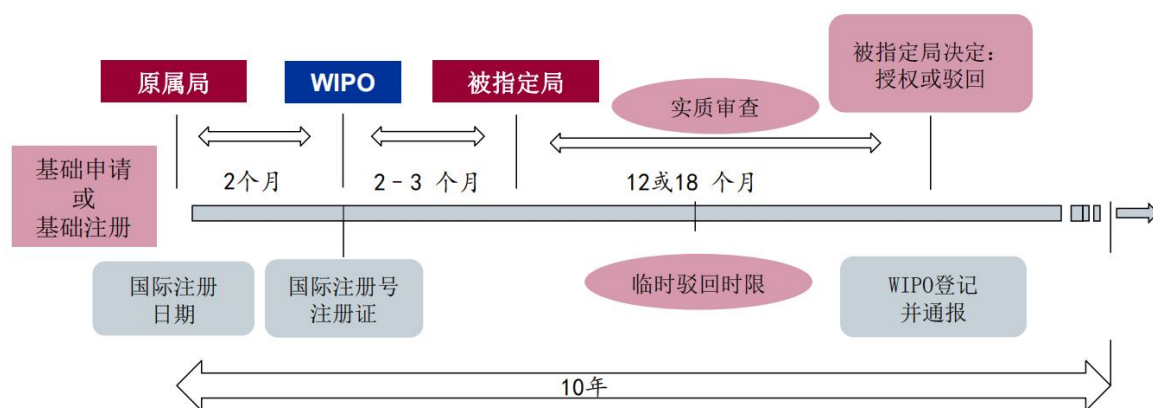 被指定局决定：
授权或驳回
原属局
WIPO
被指定局
实质审查
基础申请
或
基础注册
2个月
2-3 个月
12或18 个月
国际注册
日期
国际注册号
注册证
临时驳回时限
WIPO登记
并通报
10年